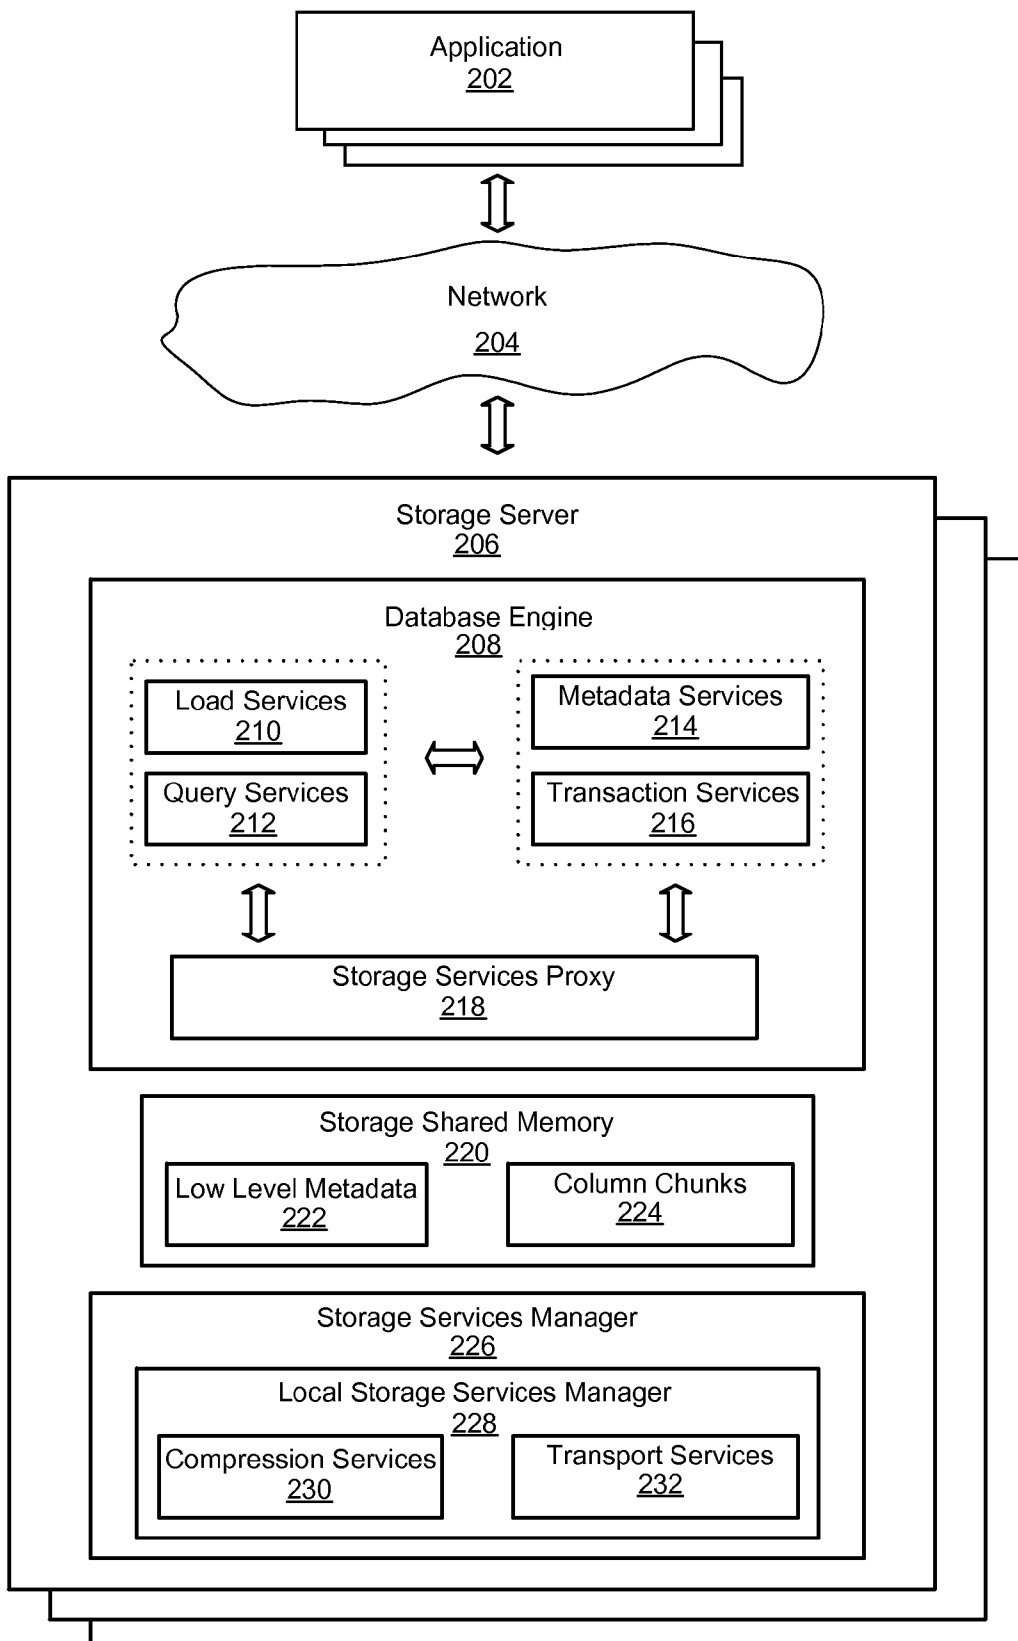 Application
202
Network
204
Storage Server
206
Database Engine
208
Load Services
210
Query Services
212
Metadata Services
214
Transaction Services
216
Storage Services Proxy
218
Storage Shared Memory
220
Low Level Metadata
222
Column Chunks
224
Storage Services Manager
226
Local Storage Services Manager
228
Compression Services
230
Transport Services
232